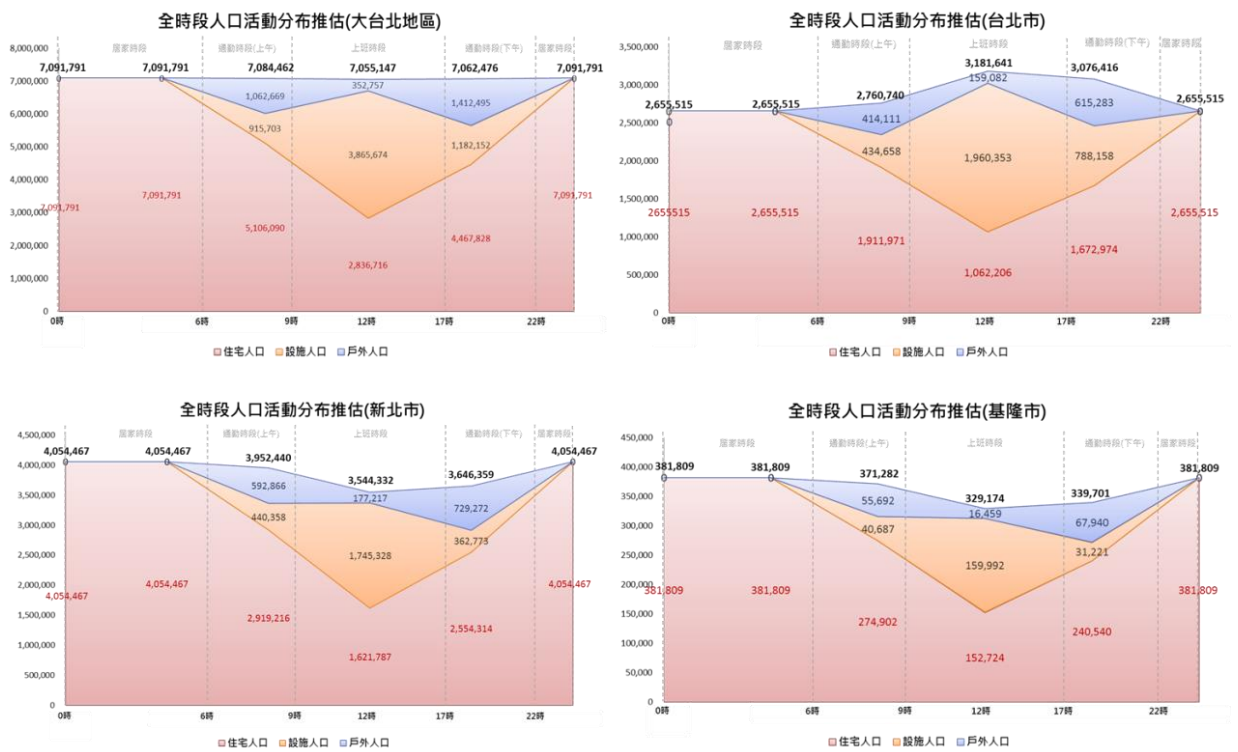 全時段人口活動分布推估(大台北地區)
8,000,000
7,000,000
6,000,000
5,000,000
4,000,000
3,000,000
2,000,000
1,000,000
0
居家時段 通勤時段(上午) 上班時段 通勤時段(下午) 居家時段
7,091,791 7,091,791 7,084,462 7,055,147 7,062,476 7,091,791
1,062,669 352,757 1,412,495
915,703 3,865,674 1,182,152
7,091,791 7,091,791 5,106,090 2,836,716 4,467,828 7,091,791
0時 6時 9時 12時 17時 22時
住宅人口 設施人口 戶外人口
全時段人口活動分布推估(台北市)
3,500,000
3,000,000
2,500,000
2,000,000
1,500,000
1,000,000
500,000
0
居家時段 通勤時段(上午) 上班時段 通勤時段(下午) 居家時段
2,655,515 2,655,515 2,760,740 3,181,641 3,076,416 2,655,515
0
414,111 159,082 615,283
434,658 1,960,353 788,158
2655515 2,655,515 1,911,971 1,062,206 1,672,974 2,655,515
0時 6時 9時 12時 17時 22時
住宅人口 設施人口 戶外人口
全時段人口活動分布推估(新北市)
4,500,000
4,000,000
3,500,000
3,000,000
2,500,000
2,000,000
1,500,000
1,000,000
500,000
0
居家時段 通勤時段(上午) 上班時段 通勤時段(下午) 居家時段
4,054,467 4,054,467 3,952,440 3,544,332 3,646,359 4,054,467
592,866 177,217 729,272
440,358 1,745,328 362,773
4,054,467 4,054,467 2,919,216 1,621,787 2,554,314 4,054,467
0時 6時 9時 12時 17時 22時
住宅人口 設施人口 戶外人口
全時段人口活動分布推估(基隆市)
450,000
400,000
350,000
300,000
250,000
200,000
150,000
100,000
50,000
0
居家時段 通勤時段(上午) 上班時段 通勤時段(下午) 居家時段
381,809 381,809 371,282 329,174 339,701 381,809
55,692 16,459 67,940
40,687 159,992 31,221
381,809 381,809 274,902 152,724 240,540 381,809
0時 6時 9時 12時 17時 22時
住宅人口 設施人口 戶外人口